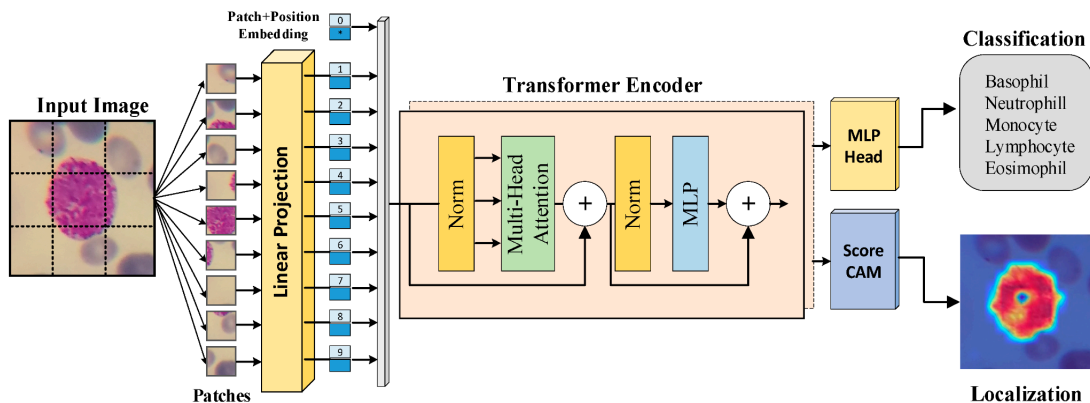 Input Image
Patches
Linear Projection
Patch+Position
Embedding
0
*
1
2
3
4
5
6
7
8
9
Transformer Encoder
Norm
Multi-Head
Attention
+
Norm
MLP
+
MLP
Head
Score
CAM
Classification
Basophil
Neutrophill
Monocyte
Lymphocyte
Eosimophil
Localization